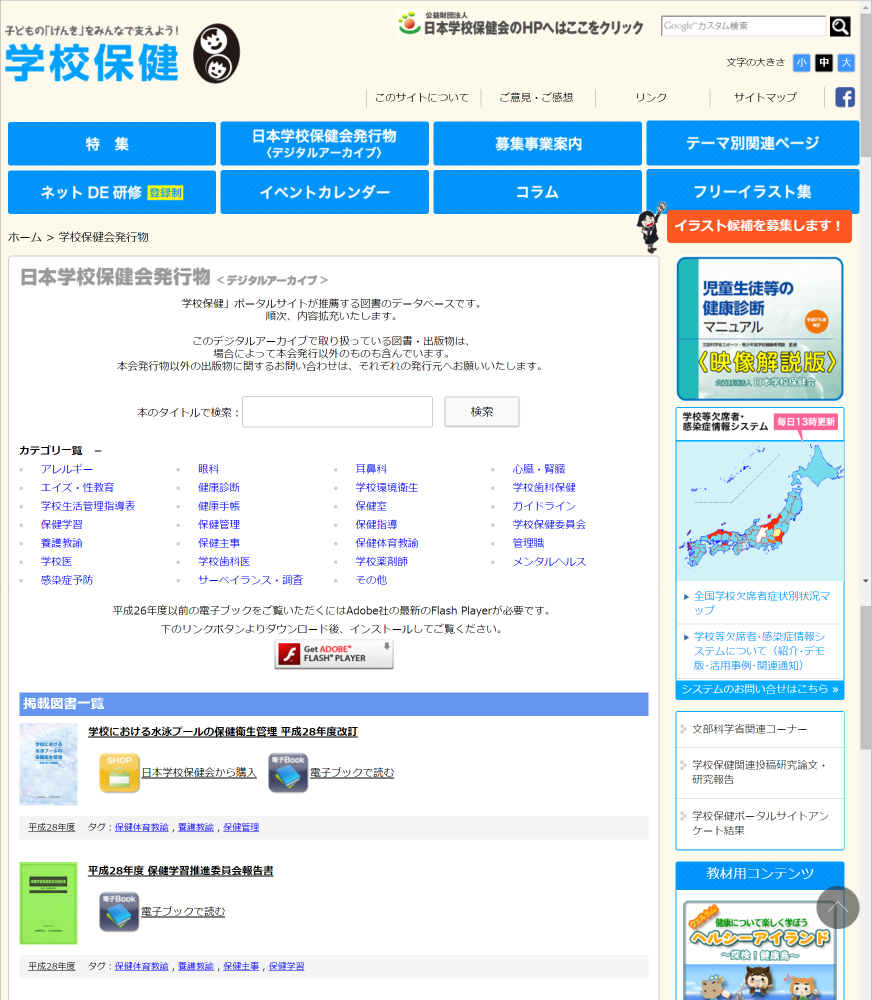 子どもの「げんき」をみんなで支えよう！
学校保健
公益財団法人
日本学校保健会のHPへはここをクリック
Google™カスタム検索
文字の大きさ 小 中 大
このサイトについて
ご意見・ご感想
リンク
サイトマップ
特　集
日本学校保健会発行物
〈デジタルアーカイブ〉
募集事業案内
テーマ別関連ページ
ネット DE 研修 登録制
イベントカレンダー
コラム
フリーイラスト集
イラスト候補を募集します！
ホーム > 学校保健会発行物
日本学校保健会発行物 ＜デジタルアーカイブ＞
学校保健」ポータルサイトが推薦する図書のデータベースです。
順次、内容拡充いたします。
このデジタルアーカイブで取り扱っている図書・出版物は、
場合によって本会発行以外のものも含んでいます。
本会発行物以外の出版物に関するお問い合わせは、それぞれの発行元へお願いいたします。
本のタイトルで検索：
検索
カテゴリ一覧　−
アレルギー
眼科
耳鼻科
心臓・腎臓
エイズ・性教育
健康診断
学校環境衛生
学校歯科保健
学校生活管理指導表
健康手帳
保健室
ガイドライン
保健学習
保健管理
保健指導
学校保健委員会
養護教諭
保健主事
保健体育教諭
管理職
学校医
学校歯科医
学校薬剤師
メンタルヘルス
感染症予防
サーベイランス・調査
その他
平成26年度以前の電子ブックをご覧いただくにはAdobe社の最新のFlash Playerが必要です。
下のリンクボタンよりダウンロード後、インストールしてご覧ください。
Get ADOBE®
FLASH® PLAYER
掲載図書一覧
学校における
水泳プールの
保健衛生管理
平成28年度改訂
学校における水泳プールの保健衛生管理 平成28年度改訂
SHOP
日本学校保健会から購入
電子Book
電子ブックで読む
平成28年度 タグ：保健体育教諭 , 養護教諭 , 保健管理
保健学習推進委員会報告書
平成28年度 保健学習推進委員会報告書
電子Book
電子ブックで読む
平成28年度 タグ：保健体育教諭 , 養護教諭 , 保健主事 , 保健学習
児童生徒等の
健康診断
マニュアル
平成27年度
改訂
文部科学省スポーツ・青少年局学校健康教育課　監修
〈映像解説版〉
公益財団法人 日本学校保健会
学校等欠席者・
感染症情報システム
毎日13時更新
全国学校欠席者症状別状況マ
ップ
学校等欠席者･感染症情報シ
ステムについて（紹介･デモ
版･活用事例･関連通知）
システムのお問い合せはこちら »
文部科学省関連コーナー
学校保健関連投稿研究論文・
研究報告
学校保健ポータルサイトアン
ケート結果
教材用コンテンツ
ウェルカム!
健康について楽しく学ぼう
ヘルシーアイランド
〜探検！健康島〜